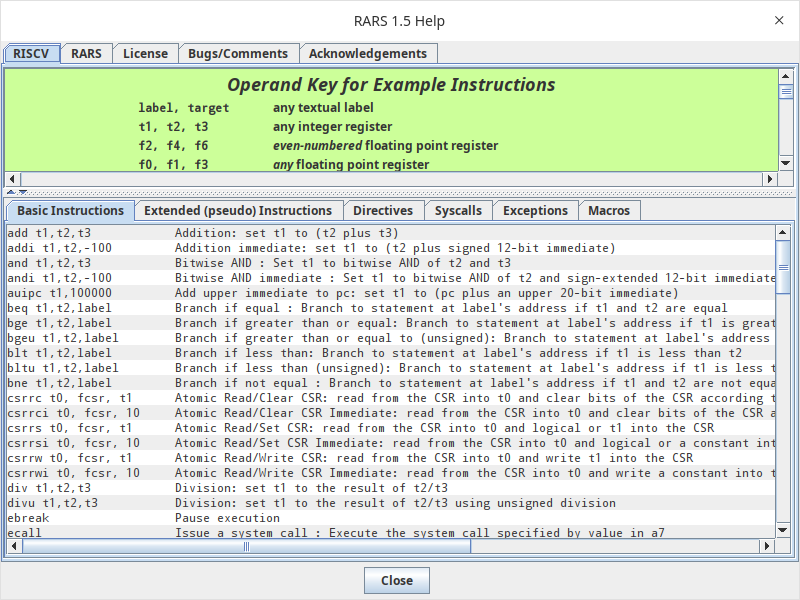 RARS 1.5 Help
RISCV RARS License Bugs/Comments Acknowledgements
Operand Key for Example Instructions
label, target any textual label
t1, t2, t3 any integer register
f2, f4, f6 even-numbered floating point register
f0, f1, f3 any floating point register
Basic Instructions Extended (pseudo) Instructions Directives Syscalls Exceptions Macros
add t1,t2,t3 Addition: set t1 to (t2 plus t3)
addi t1,t2,-100 Addition immediate: set t1 to (t2 plus signed 12-bit immediate)
and t1,t2,t3 Bitwise AND : Set t1 to bitwise AND of t2 and t3
andi t1,t2,-100 Bitwise AND immediate : Set t1 to bitwise AND of t2 and sign-extended 12-bit immediate
auipc t1,100000 Add upper immediate to pc: set t1 to (pc plus an upper 20-bit immediate)
beq t1,t2,label Branch if equal : Branch to statement at label's address if t1 and t2 are equal
bge t1,t2,label Branch if greater than or equal: Branch to statement at label's address if t1 is great
bgeu t1,t2,label Branch if greater than or equal to (unsigned): Branch to statement at label's address
blt t1,t2,label Branch if less than: Branch to statement at label's address if t1 is less than t2
bltu t1,t2,label Branch if less than (unsigned): Branch to statement at label's address if t1 is less t
bne t1,t2,label Branch if not equal : Branch to statement at label's address if t1 and t2 are not equa
csrrc t0, fcsr, t1 Atomic Read/Clear CSR: read from the CSR into t0 and clear bits of the CSR according t
csrrci t0, fcsr, 10 Atomic Read/Clear CSR Immediate: read from the CSR into t0 and clear bits of the CSR a
csrrs t0, fcsr, t1 Atomic Read/Set CSR: read from the CSR into t0 and logical or t1 into the CSR
csrrsi t0, fcsr, 10 Atomic Read/Set CSR Immediate: read from the CSR into t0 and logical or a constant int
csrrw t0, fcsr, t1 Atomic Read/Write CSR: read from the CSR into t0 and write t1 into the CSR
csrrwi t0, fcsr, 10 Atomic Read/Write CSR Immediate: read from the CSR into t0 and write a constant into t
div t1,t2,t3 Division: set t1 to the result of t2/t3
divu t1,t2,t3 Division: set t1 to the result of t2/t3 using unsigned division
ebreak Pause execution
ecall Issue a system call : Execute the system call specified by value in a7
Close